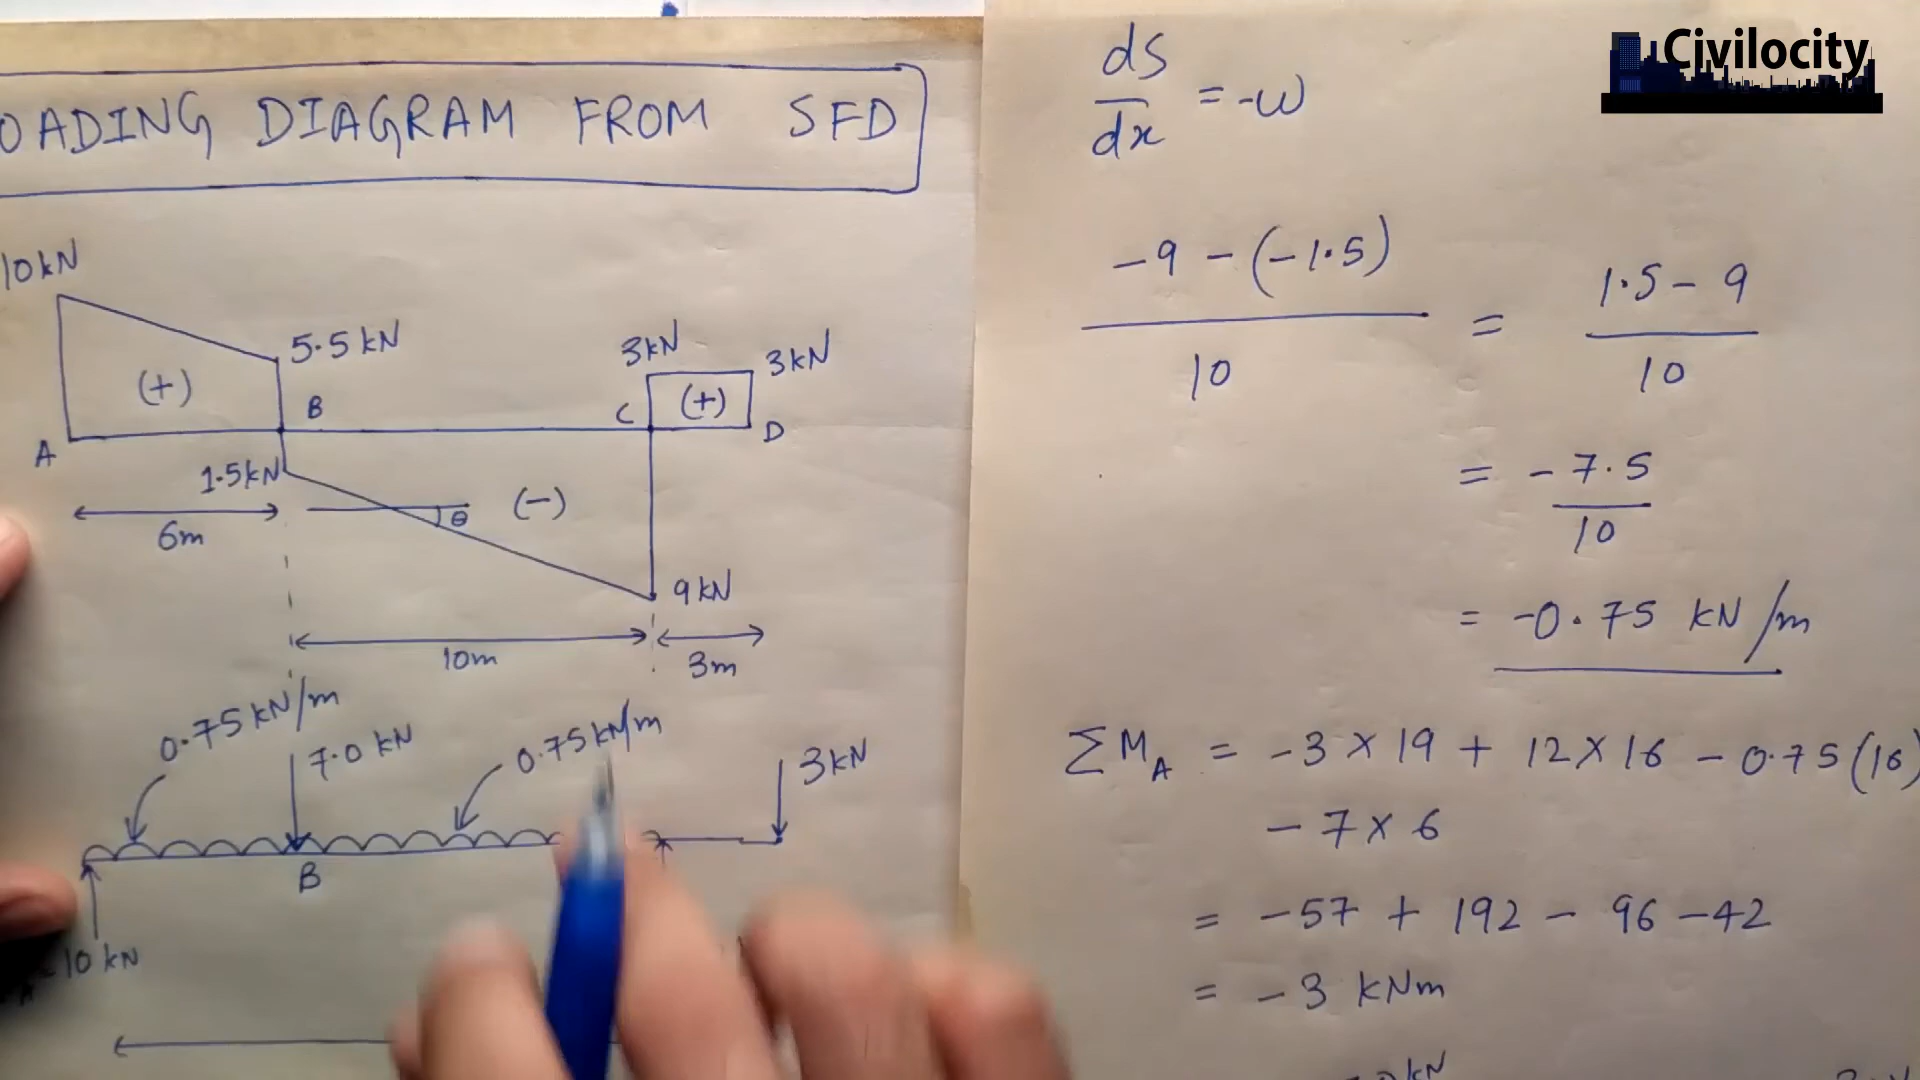 OADING DIAGRAM FROM SFD
10kN
5.5 kN
3kN
3kN
(+)
B
C
(+)
D
A
1.5kN
(-)
θ
6m
9 kN
10m
3m
0.75 kN/m
7.0 kN
0.75 kN/m
3kN
B
10 kN
Civilocity
ds
dx
= -ω
-9 - (-1.5)
10
=
1.5 - 9
10
= -7.5
10
= -0.75 kN/m
ΣM_A = -3 × 19 + 12 × 16 - 0.75(16)
- 7 × 6
= -57 + 192 - 96 - 42
= -3 kNm
kN